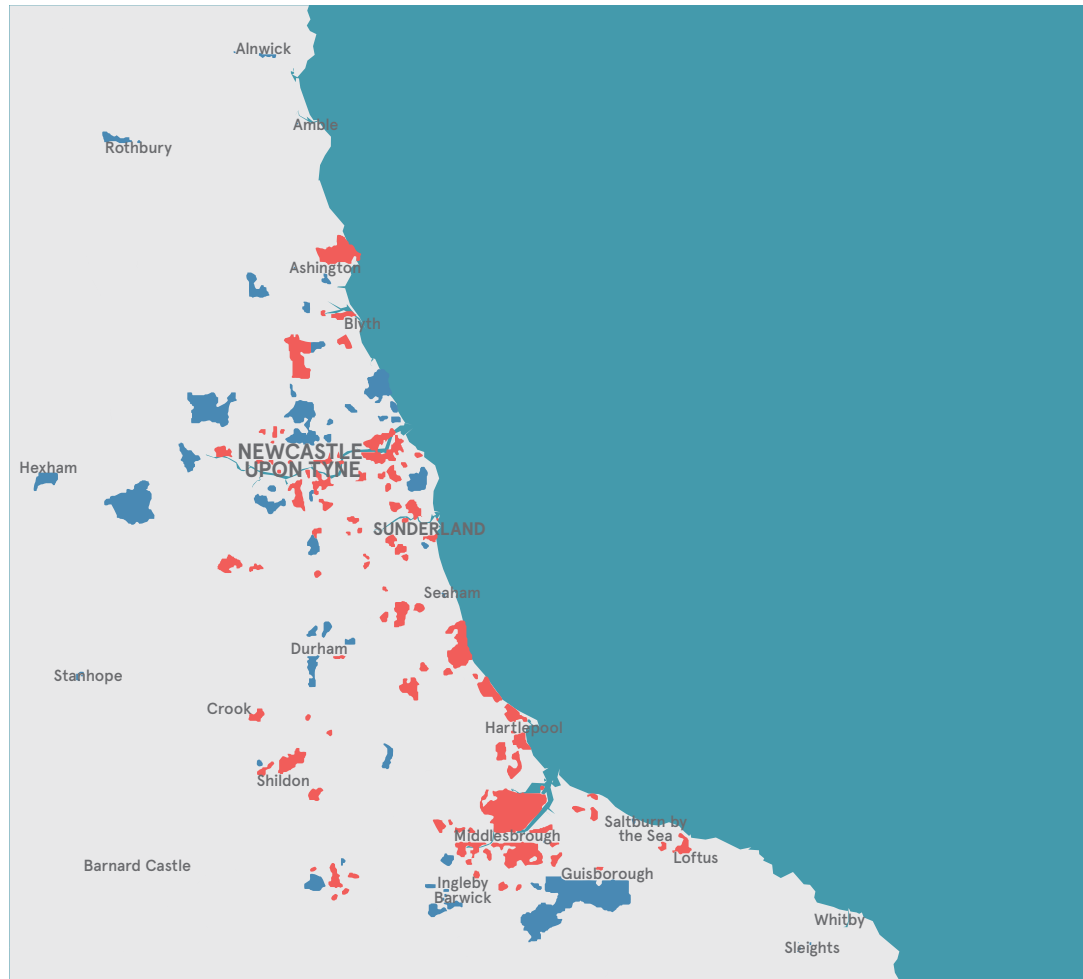 Alnwick
Amble
Rothbury
Ashington
Blyth
NEWCASTLE
UPON TYNE
Hexham
SUNDERLAND
Seaham
Durham
Stanhope
Crook
Hartlepool
Shildon
Saltburn by
the Sea
Middlesbrough
Loftus
Barnard Castle
Guisborough
Ingleby
Barwick
Whitby
Sleights